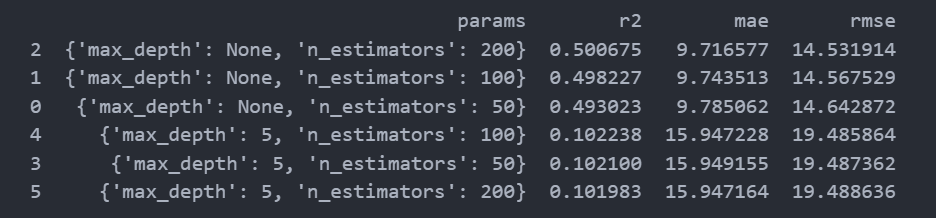 params r2 mae rmse
2 {'max_depth': None, 'n_estimators': 200} 0.500675 9.716577 14.531914
1 {'max_depth': None, 'n_estimators': 100} 0.498227 9.743513 14.567529
0 {'max_depth': None, 'n_estimators': 50} 0.493023 9.785062 14.642872
4 {'max_depth': 5, 'n_estimators': 100} 0.102238 15.947228 19.485864
3 {'max_depth': 5, 'n_estimators': 50} 0.102100 15.949155 19.487362
5 {'max_depth': 5, 'n_estimators': 200} 0.101983 15.947164 19.488636